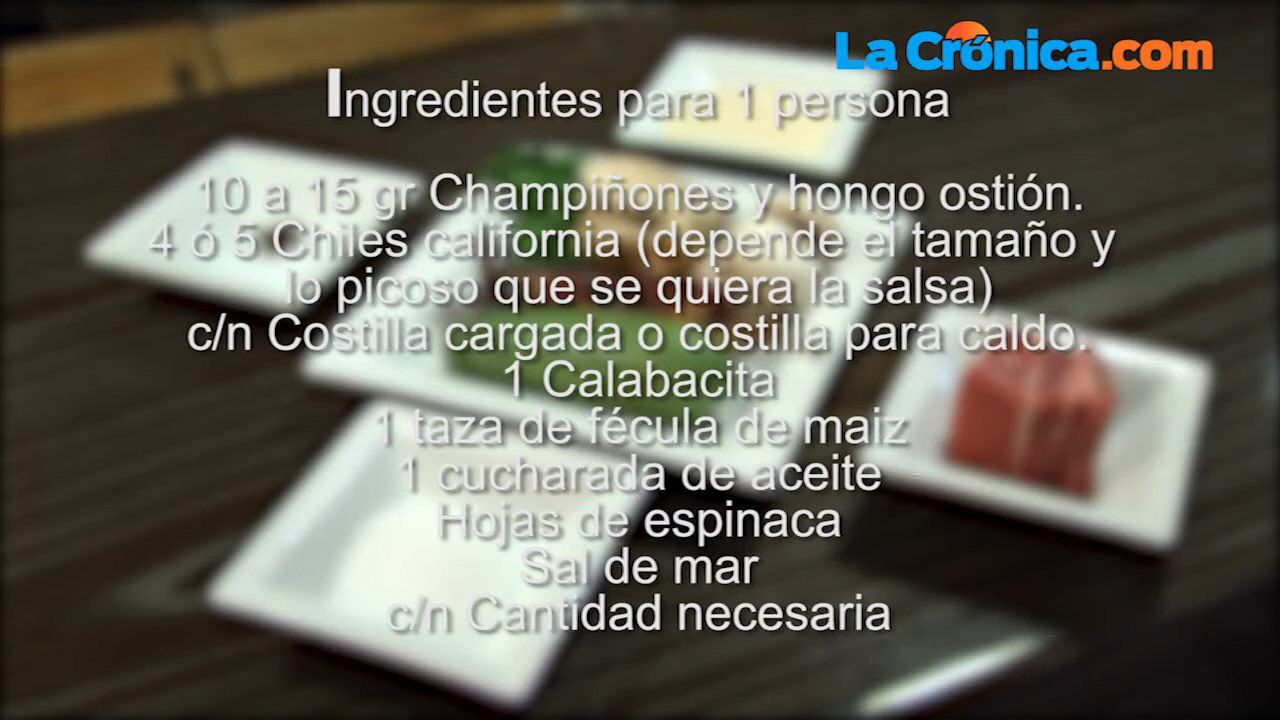 La Crónica.com
Ingredientes para 1 persona
10 a 15 gr Champiñones y hongo ostión.
4 ó 5 Chiles california (depende el tamaño y
lo picoso que se quiera la salsa)
c/n Costilla cargada o costilla para caldo.
1 Calabacita
1 taza de fécula de maiz
1 cucharada de aceite
Hojas de espinaca
Sal de mar
c/n Cantidad necesaria